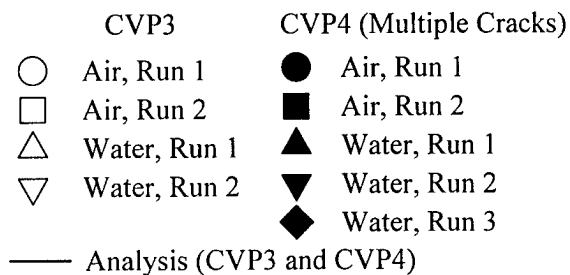 CVP3 CVP4 (Multiple Cracks)
Air, Run 1 Air, Run 1
Air, Run 2 Air, Run 2
Water, Run 1 Water, Run 1
Water, Run 2 Water, Run 2
Water, Run 3
Analysis (CVP3 and CVP4)